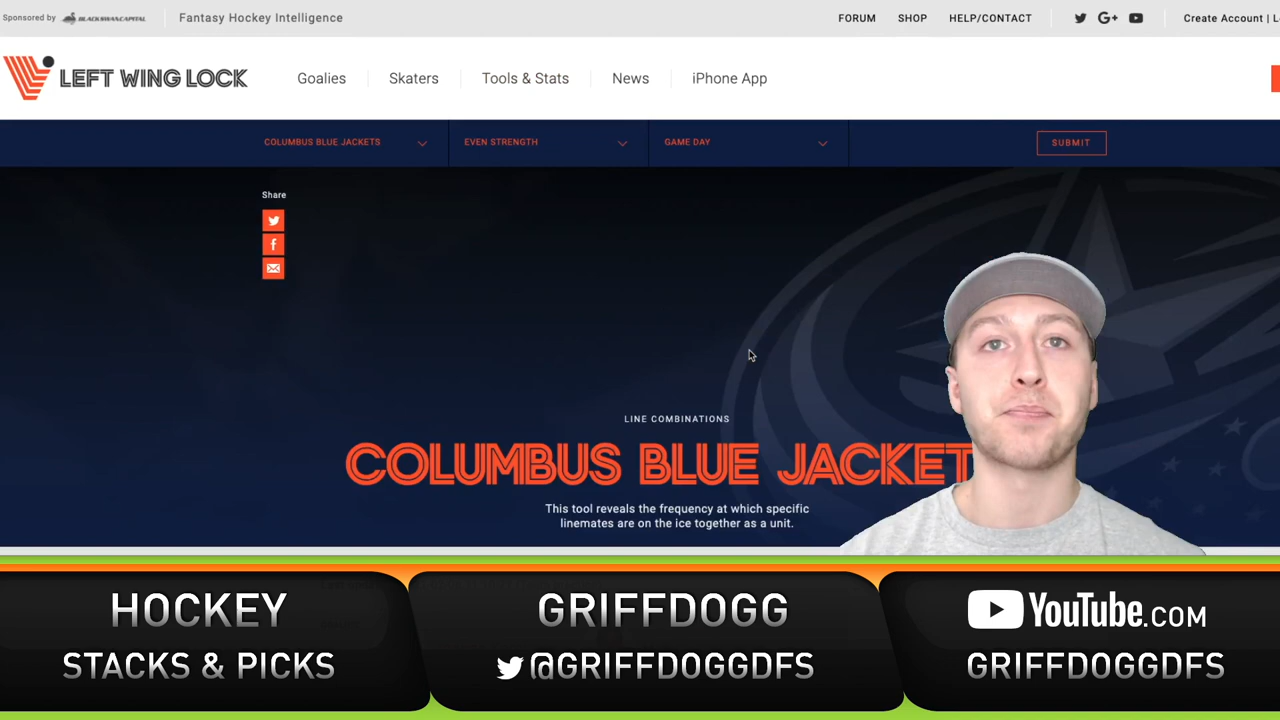 Sponsored by BLACKSWANCAPITAL Fantasy Hockey Intelligence FORUM SHOP HELP/CONTACT G+ Create Account | L
LEFT WING LOCK Goalies Skaters Tools & Stats News iPhone App
COLUMBUS BLUE JACKETS EVEN STRENGTH GAME DAY SUBMIT
Share
f
LINE COMBINATIONS
COLUMBUS BLUE JACKET
This tool reveals the frequency at which specific
linemates are on the ice together as a unit.
HOCKEY GRIFFDOGG YouTube.COM
STACKS & PICKS @GRIFFDOGGDFS GRIFFDOGGDFS